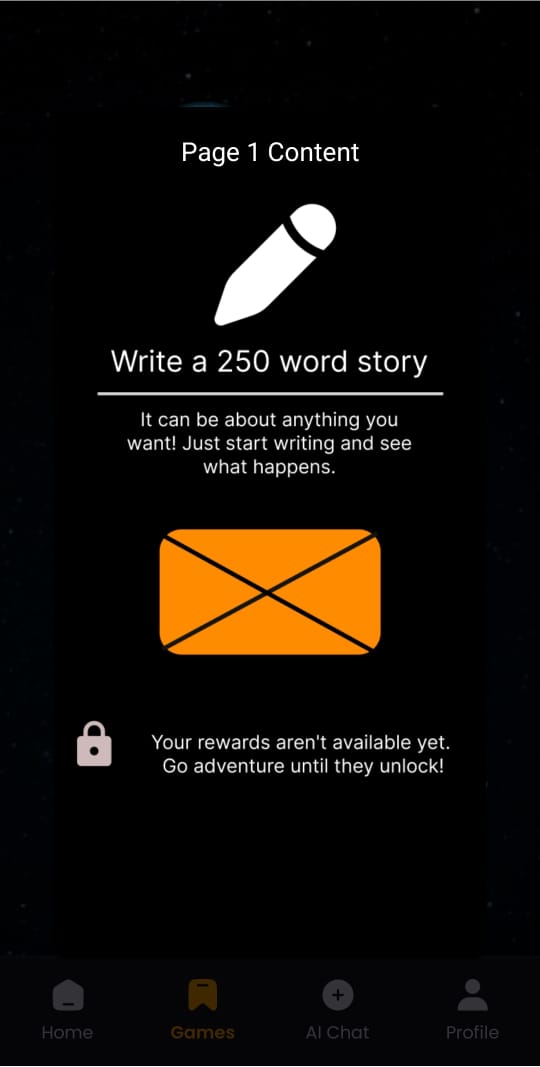 Page 1 Content
Write a 250 word story
It can be about anything you
want! Just start writing and see
what happens.
Your rewards aren't available yet.
Go adventure until they unlock!
Home
Games
AI Chat
Profile